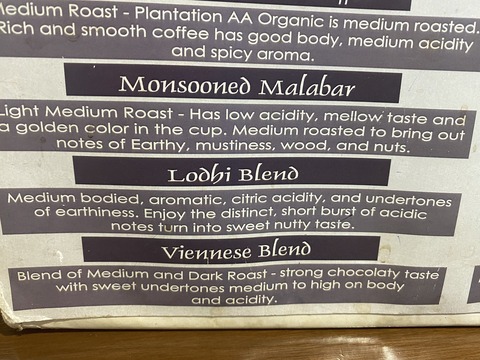 Medium Roast - Plantation AA Organic is medium roasted.
Rich and smooth coffee has good body, medium acidity
and spicy aroma.
Monsooned Malabar
Light Medium Roast - Has low acidity, mellow taste and
a golden color in the cup. Medium roasted to bring out
notes of Earthy, mustiness, wood, and nuts.
Lodhi Blend
Medium bodied, aromatic, citric acidity, and undertones
of earthiness. Enjoy the distinct, short burst of acidic
notes turn into sweet nutty taste.
Viennese Blend
Blend of Medium and Dark Roast - strong chocolaty taste
with sweet undertones medium to high on body
and acidity.